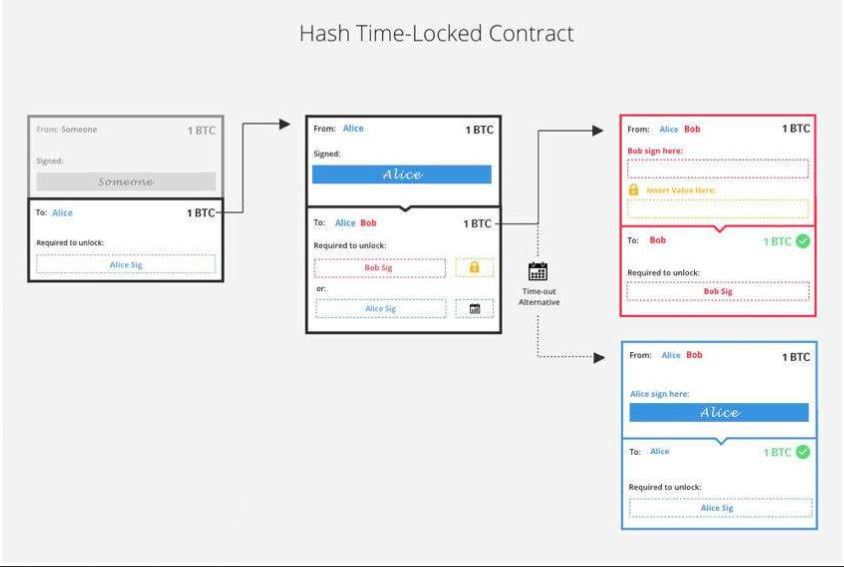 Hash Time-Locked Contract
From: Someone 1 BTC
Signed:
Someone
To: Alice 1 BTC
Required to unlock:
Alice Sig
From: Alice 1 BTC
Signed:
Alice
To: Alice Bob 1 BTC
Required to unlock:
Bob Sig
or:
Alice Sig
Time-out
Alternative
From: Alice Bob 1 BTC
Bob sign here:
Insert Value Here:
To: Bob 1 BTC
Required to unlock:
Bob Sig
From: Alice Bob 1 BTC
Alice sign here:
Alice
To: Alice 1 BTC
Required to unlock:
Alice Sig